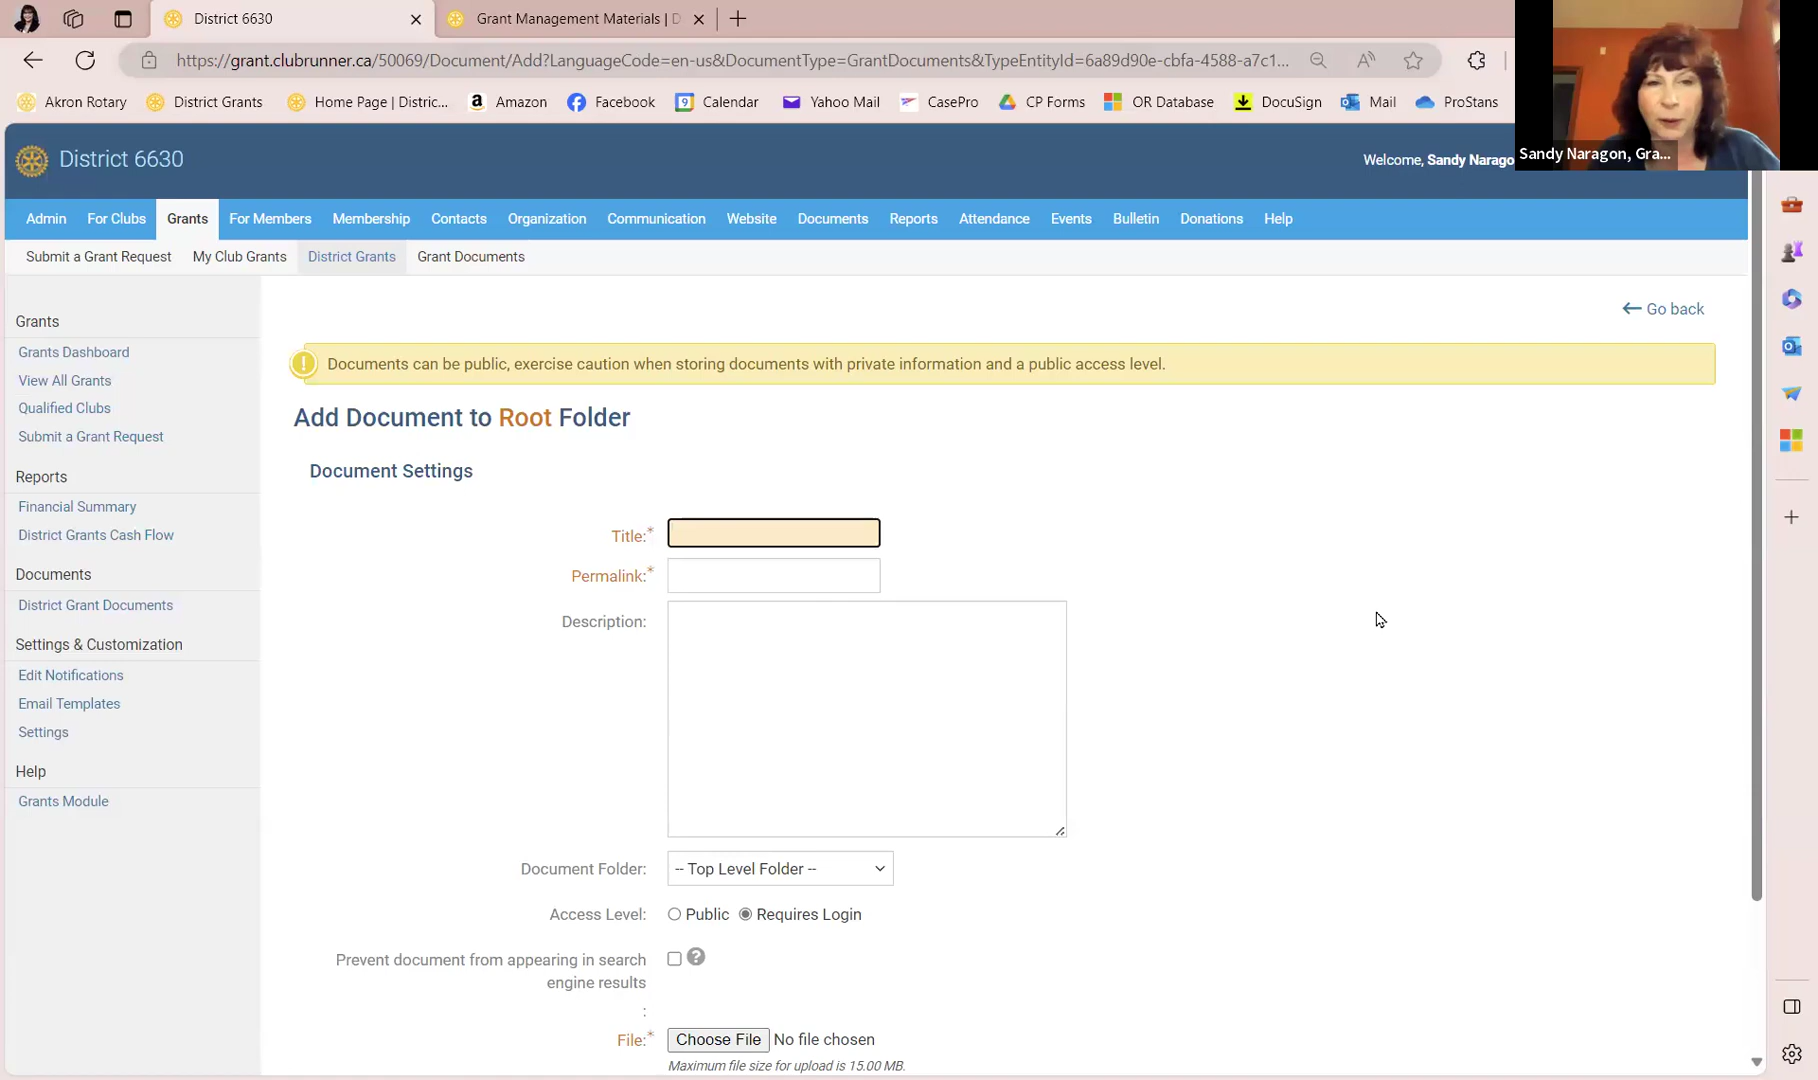 District 6630
Grant Management Materials | D
https://grant.clubrunner.ca/50069/Document/Add?LanguageCode=en-us&DocumentType=GrantDocuments&TypeEntityId=6a89d90e-cbfa-4588-a7c1...
Akron Rotary District Grants Home Page | Distric... Amazon Facebook Calendar Yahoo Mail CasePro CP Forms OR Database DocuSign Mail ProStans
Sandy Naragon, Gra...
District 6630
Welcome, Sandy Narago
Admin For Clubs Grants For Members Membership Contacts Organization Communication Website Documents Reports Attendance Events Bulletin Donations Help
Submit a Grant Request My Club Grants District Grants Grant Documents
Grants
Grants Dashboard
View All Grants
Qualified Clubs
Submit a Grant Request
Reports
Financial Summary
District Grants Cash Flow
Documents
District Grant Documents
Settings & Customization
Edit Notifications
Email Templates
Settings
Help
Grants Module
← Go back
Documents can be public, exercise caution when storing documents with private information and a public access level.
Add Document to Root Folder
Document Settings
Title:*
Permalink:*
Description:
Document Folder: -- Top Level Folder --
Access Level: Public Requires Login
Prevent document from appearing in search
engine results
:
File:* Choose File No file chosen
Maximum file size for upload is 15.00 MB.